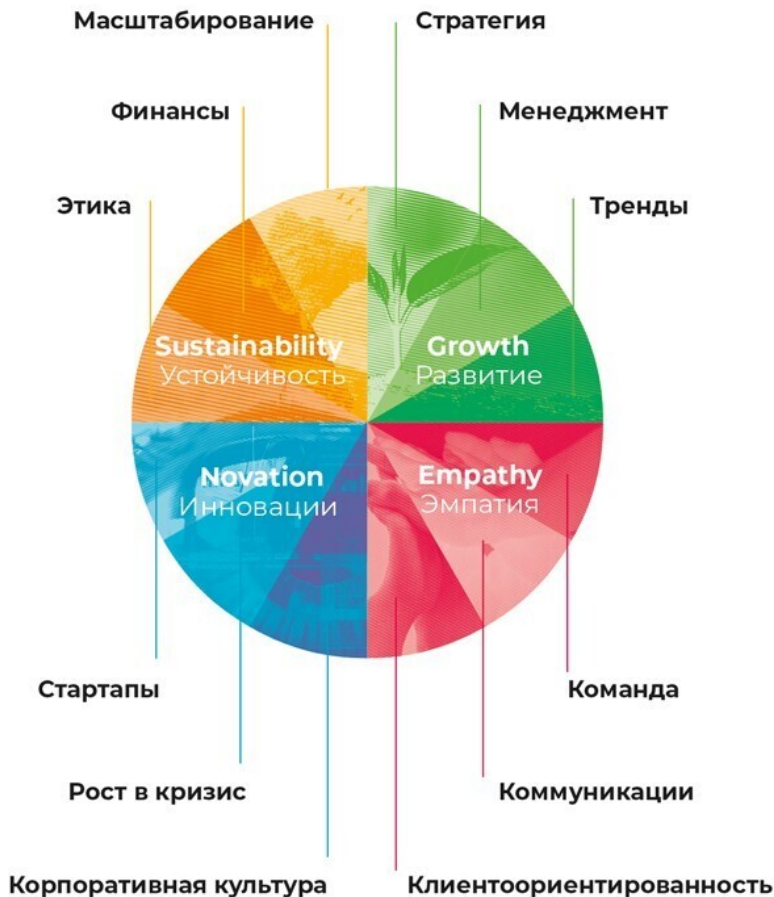 Масштабирование
Стратегия
Финансы
Менеджмент
Этика
Тренды
Sustainability
Устойчивость
Growth
Развитие
Novation
Инновации
Empathy
Эмпатия
Стартапы
Команда
Рост в кризис
Коммуникации
Корпоративная культура
Клиентоориентированность